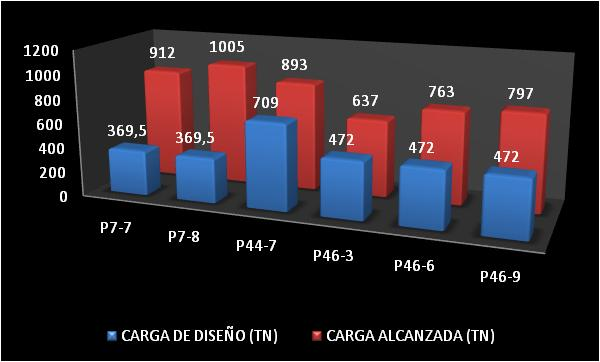 1200
1000
800
600
400
200
0
912
1005
893
637
763
797
369,5
369,5
709
472
472
472
P7-7
P7-8
P44-7
P46-3
P46-6
P46-9
CARGA DE DISEÑO (TN)
CARGA ALCANZADA (TN)